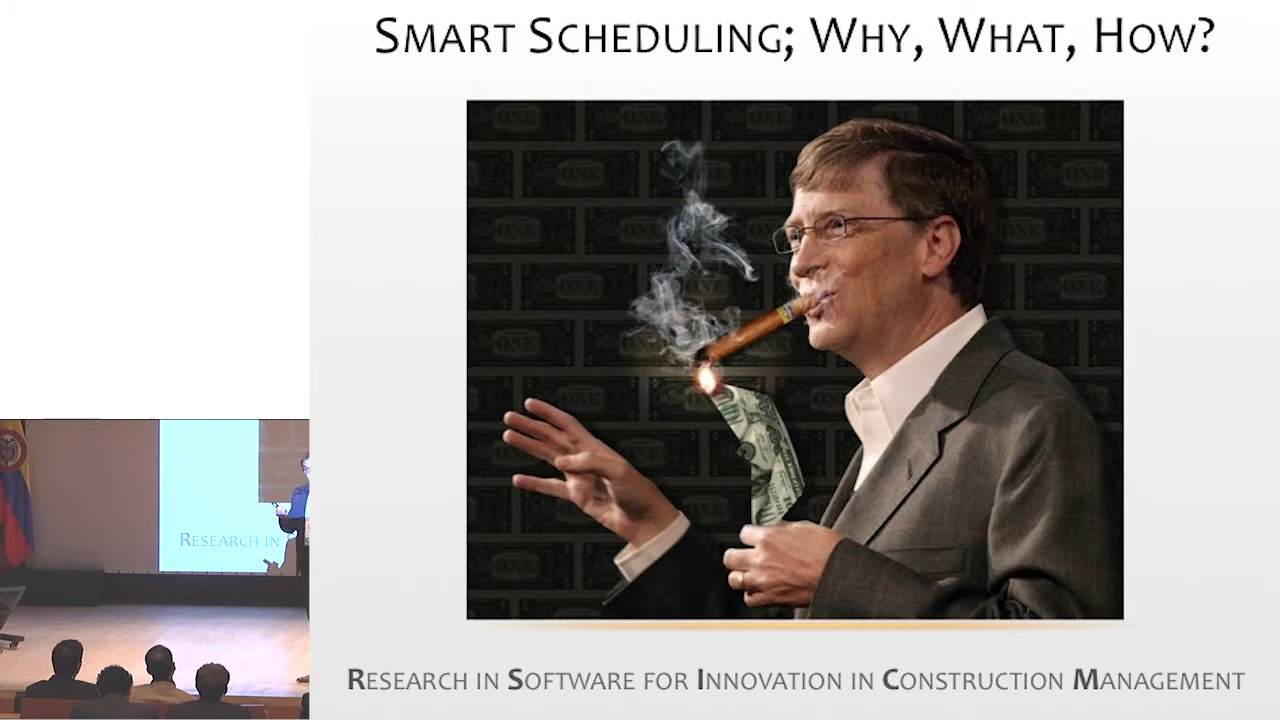 SMART SCHEDULING; WHY, WHAT, HOW?
RESEARCH IN SOFTWARE FOR INNOVATION IN CONSTRUCTION MANAGEMENT
RESEARCH IN